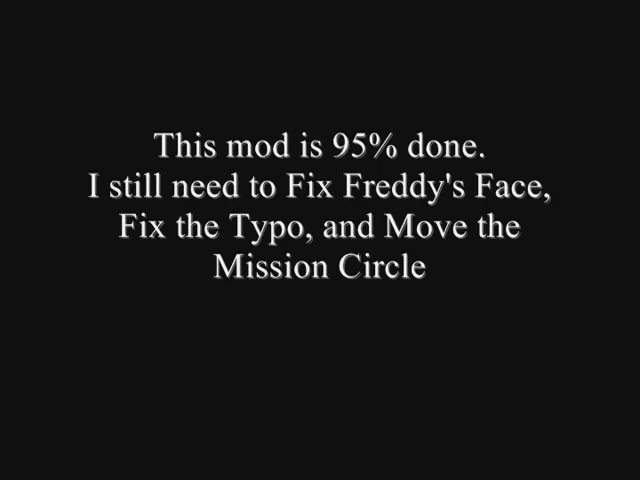 This mod is 95% done.
I still need to Fix Freddy's Face,
Fix the Typo, and Move the
Mission Circle